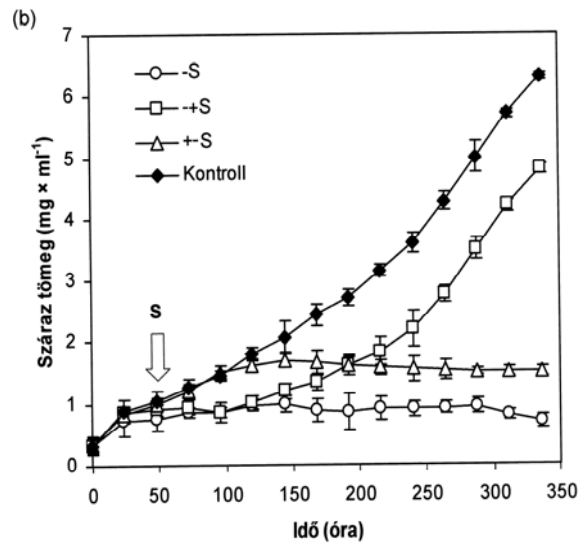 (b)
7
6
5
4
3
2
1
0
Száraz tömeg (mg × ml⁻¹)
-S
-+S
+-S
Kontroll
S
0 50 100 150 200 250 300 350
Idő (óra)